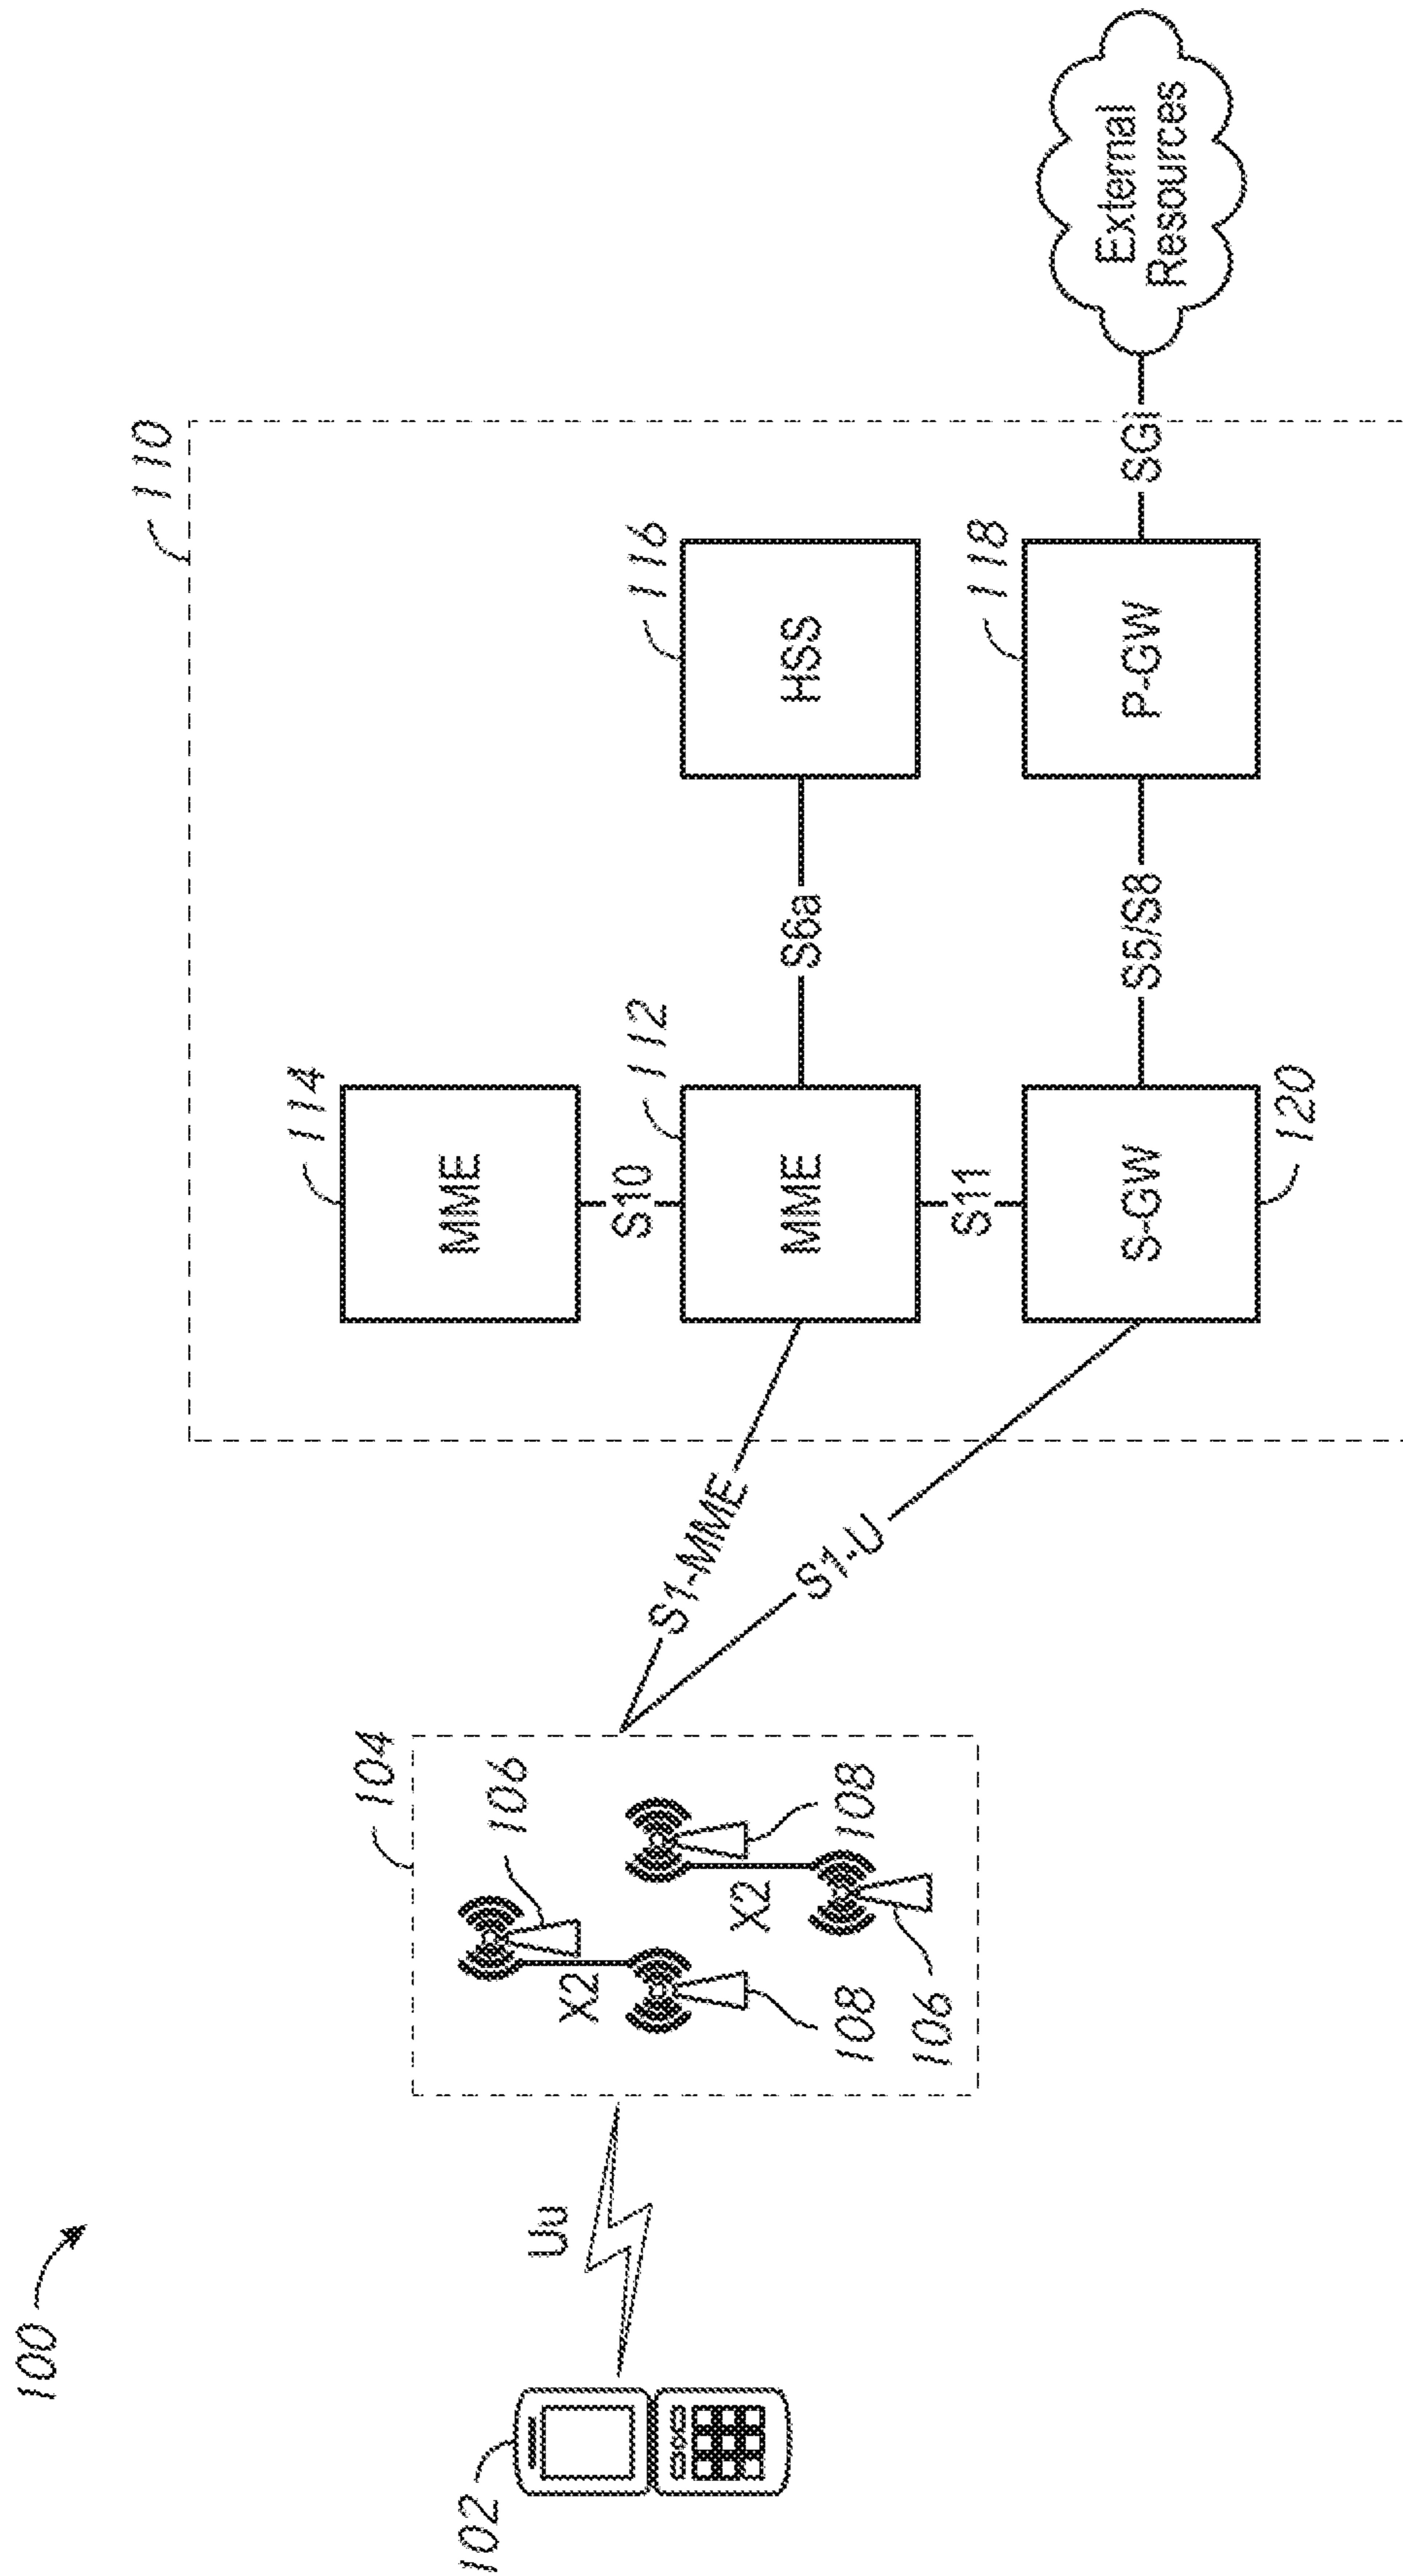 100
102
Uu
104
106
X2
108
X2
108
106
S1-MME
S1-U
110
114
MME
S10
112
MME
S6a
116
HSS
S11
S-GW
120
S5/S8
118
P-GW
SGi
External
Resources